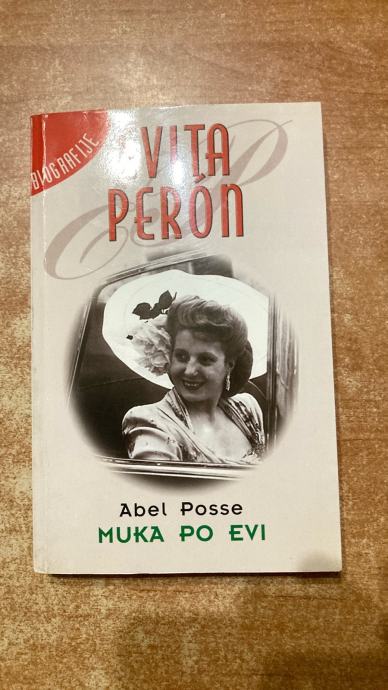 BIOGRAFIJE
EVITA
PERÓN
Abel Posse
MUKA PO EVI